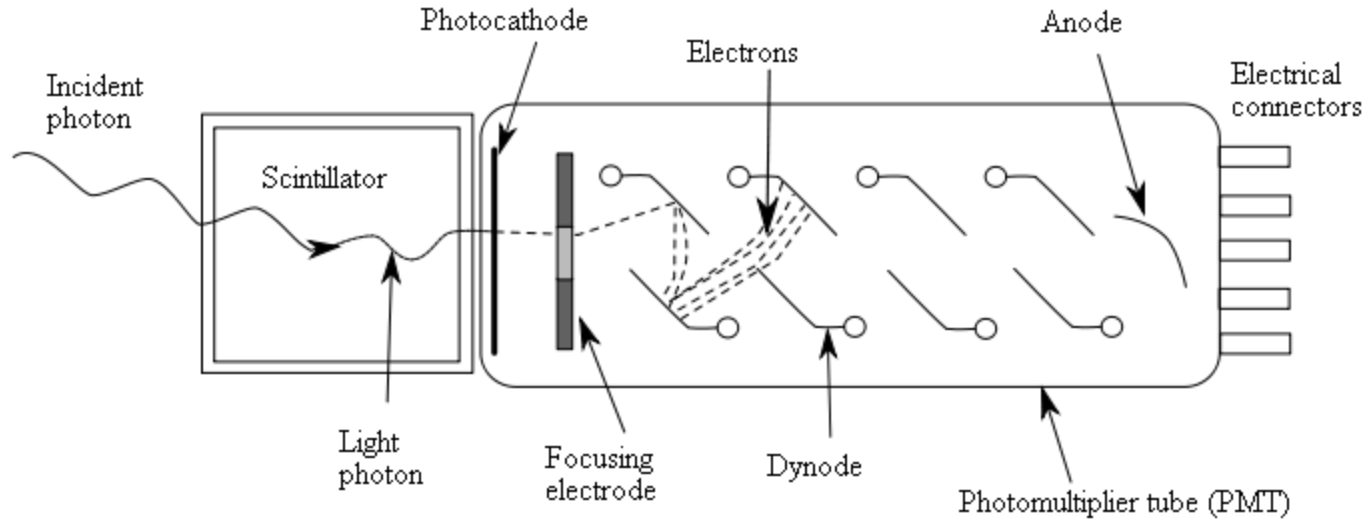 Photocathode
Anode
Electrons
Incident
photon
Electrical
connectors
Scintillator
Light
photon
Focusing
electrode
Dynode
Photomultiplier tube (PMT)